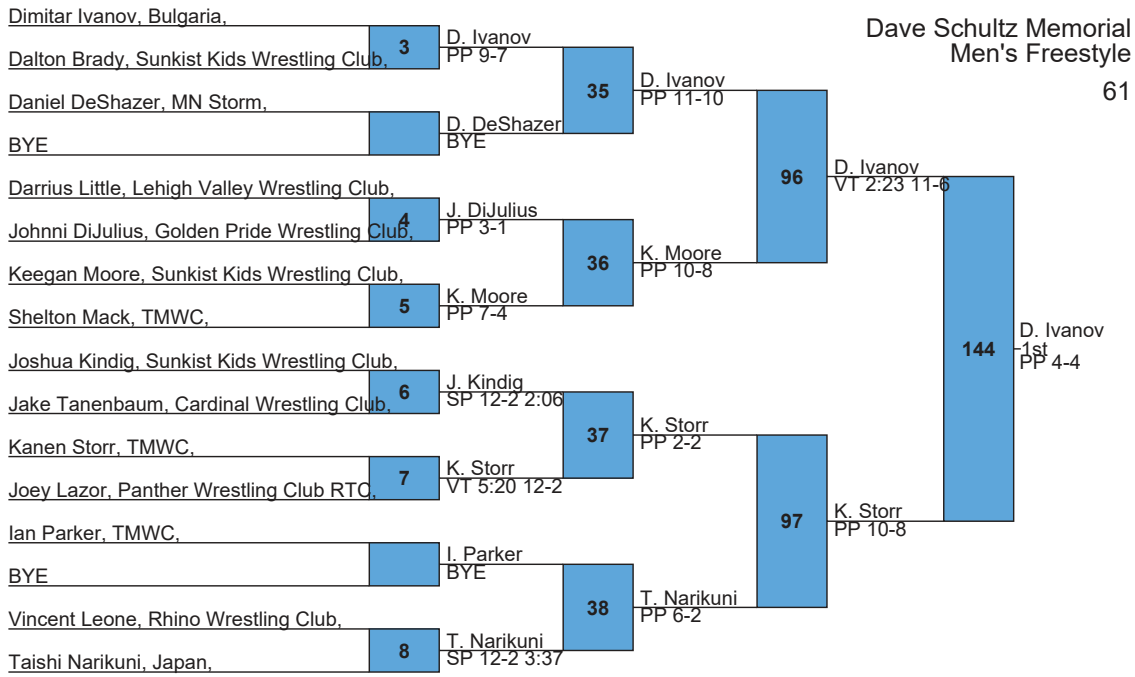 Dave Schultz Memorial
Men's Freestyle
61
Dimitar Ivanov, Bulgaria,
3
Dalton Brady, Sunkist Kids Wrestling Club,
D. Ivanov
PP 9-7
Daniel DeShazer, MN Storm,
BYE
D. DeShazer
BYE
35
D. Ivanov
PP 11-10
Darrius Little, Lehigh Valley Wrestling Club,
4
Johnni DiJulius, Golden Pride Wrestling Club,
J. DiJulius
PP 3-1
Keegan Moore, Sunkist Kids Wrestling Club,
5
Shelton Mack, TMWC,
K. Moore
PP 7-4
36
K. Moore
PP 10-8
96
D. Ivanov
VT 2:23 11-6
Joshua Kindig, Sunkist Kids Wrestling Club,
6
Jake Tanenbaum, Cardinal Wrestling Club,
J. Kindig
SP 12-2 2:06
Kanen Storr, TMWC,
7
Joey Lazor, Panther Wrestling Club RTC,
K. Storr
VT 5:20 12-2
37
K. Storr
PP 2-2
Ian Parker, TMWC,
BYE
I. Parker
BYE
Vincent Leone, Rhino Wrestling Club,
8
Taishi Narikuni, Japan,
T. Narikuni
SP 12-2 3:37
38
T. Narikuni
PP 6-2
97
K. Storr
PP 10-8
144
D. Ivanov
1st
PP 4-4